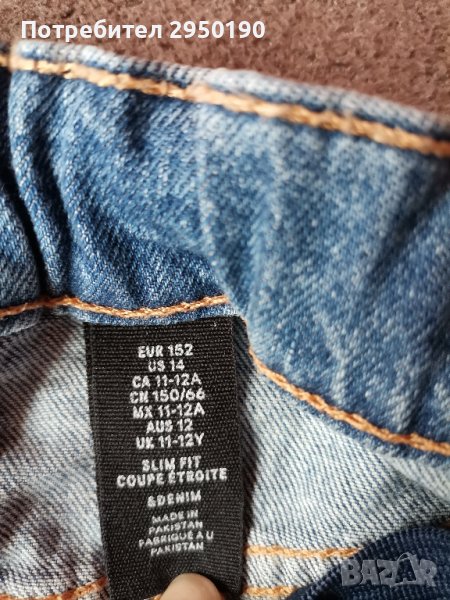 Потребител 2950190
EUR 152
US 14
CA 11-12A
CN 150/66
MX 11-12A
AUS 12
UK 11-12Y
SLIM FIT
COUPE ÉTROITE
&DENIM
MADE IN
PAKISTAN
FABRIQUÉ AU
PAKISTAN
BAZAR